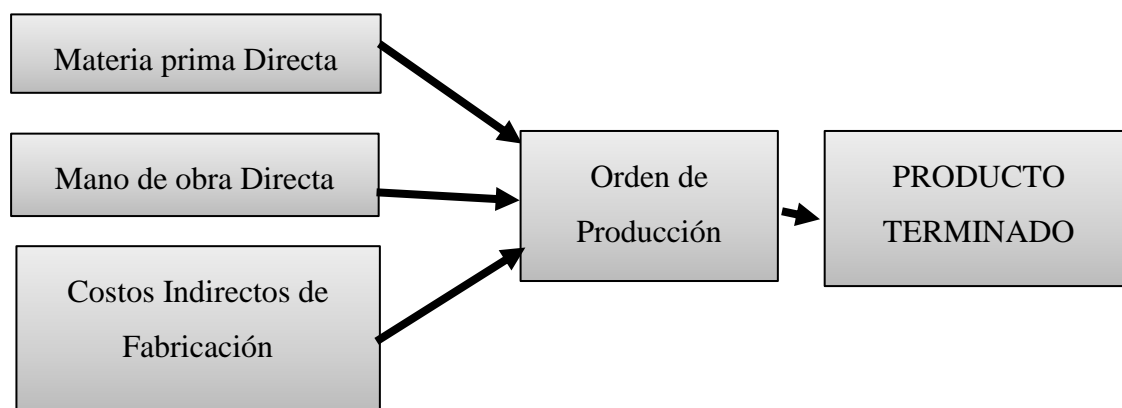 Materia prima Directa
Mano de obra Directa
Costos Indirectos de
Fabricación
Orden de
Producción
PRODUCTO
TERMINADO